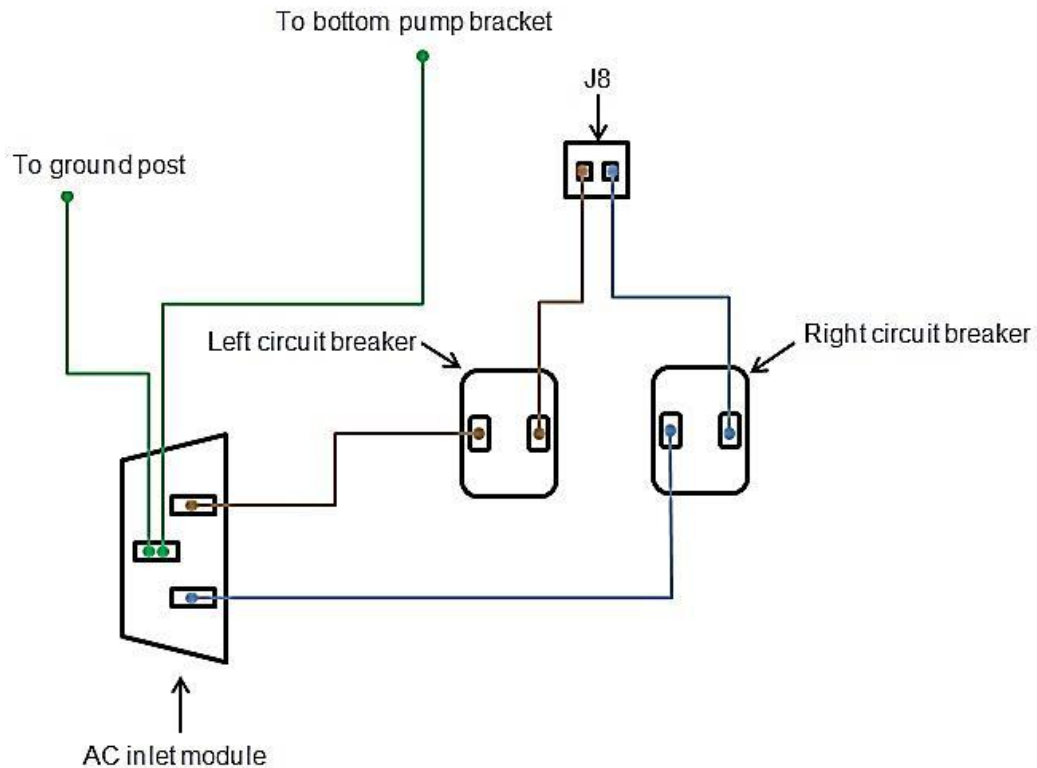 To bottom pump bracket
J8
To ground post
Left circuit breaker
Right circuit breaker
AC inlet module